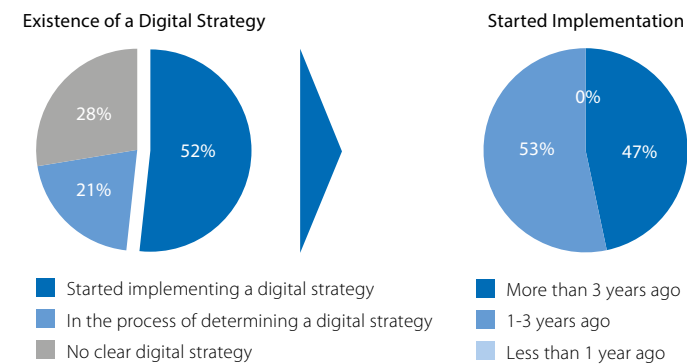 Existence of a Digital Strategy
28%
52%
21%
Started implementing a digital strategy
In the process of determining a digital strategy
No clear digital strategy
Started Implementation
0%
53%
47%
More than 3 years ago
1-3 years ago
Less than 1 year ago